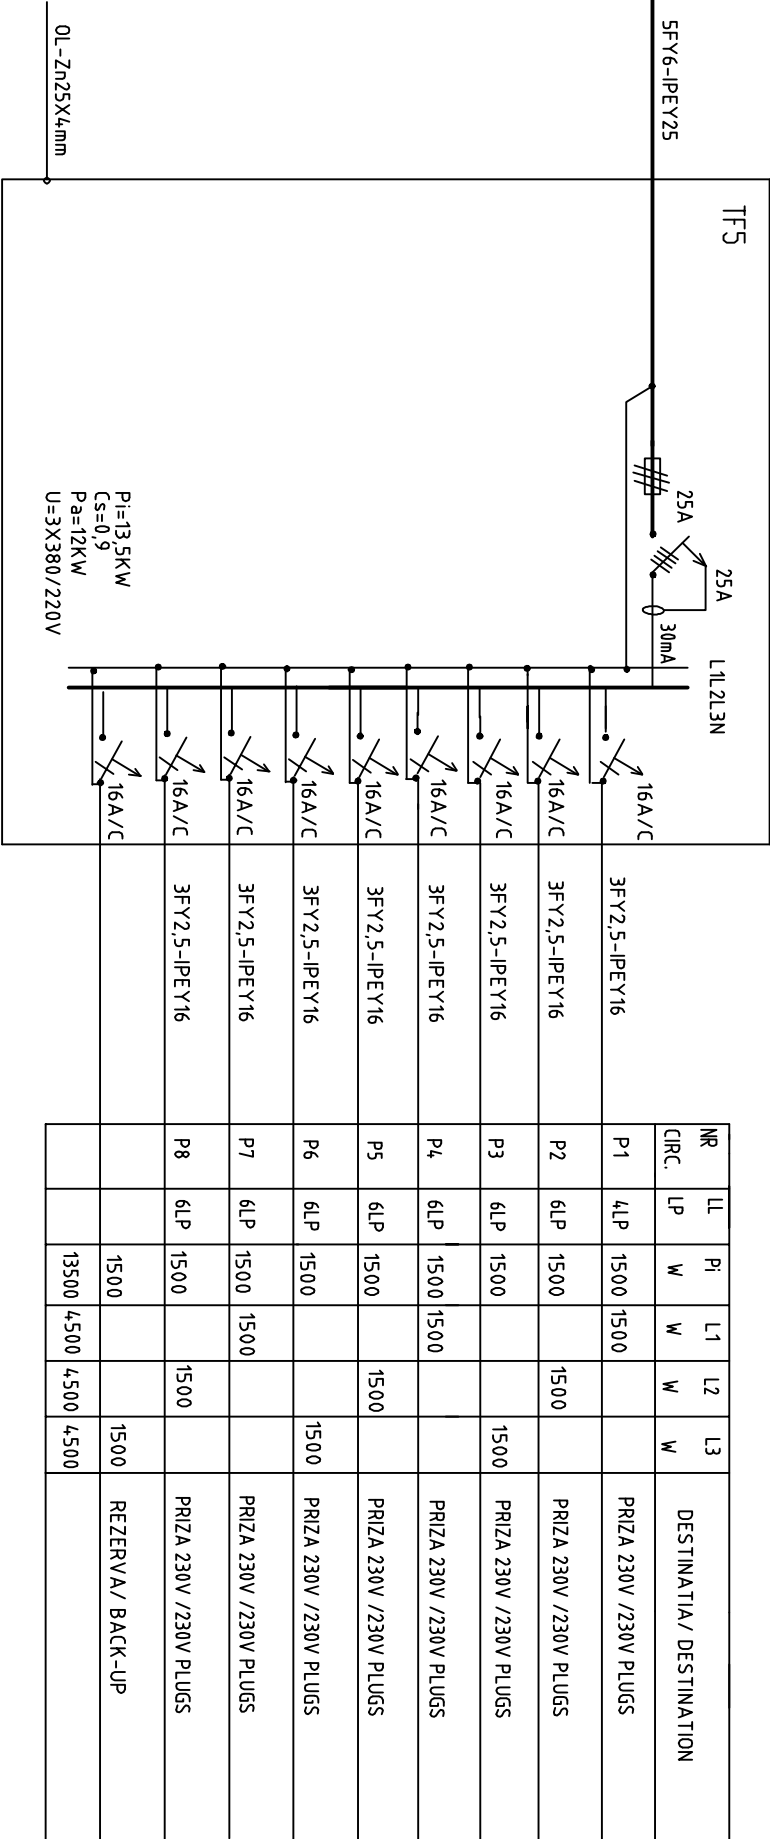 TF5
5FY6-IPEY25
OL-Zn25X4mm
25A
25A
30mA
L1L2L3N
Pi=13,5KW
Cs=0,9
Pa=12KW
U=3X380/220V
NR CIRC. LL LP Pi W L1 W L2 W L3 W DESTINATIA/ DESTINATION
16A/C 3FY2,5-IPEY16 P1 4LP 1500 1500 PRIZA 230V /230V PLUGS
16A/C 3FY2,5-IPEY16 P2 6LP 1500 1500 PRIZA 230V /230V PLUGS
16A/C 3FY2,5-IPEY16 P3 6LP 1500 1500 PRIZA 230V /230V PLUGS
16A/C 3FY2,5-IPEY16 P4 6LP 1500 1500 PRIZA 230V /230V PLUGS
16A/C 3FY2,5-IPEY16 P5 6LP 1500 1500 PRIZA 230V /230V PLUGS
16A/C 3FY2,5-IPEY16 P6 6LP 1500 1500 PRIZA 230V /230V PLUGS
16A/C 3FY2,5-IPEY16 P7 6LP 1500 1500 PRIZA 230V /230V PLUGS
16A/C 3FY2,5-IPEY16 P8 6LP 1500 1500 PRIZA 230V /230V PLUGS
16A/C 1500 1500 REZERVA/ BACK-UP
13500 4500 4500 4500